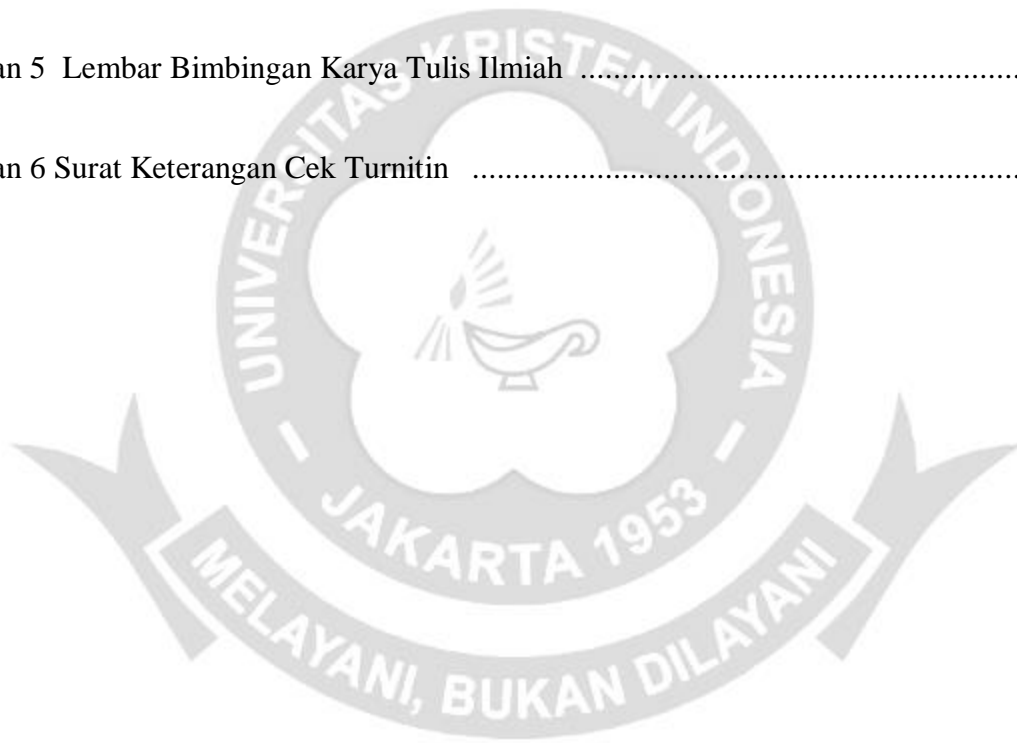 an 5 Lembar Bimbingan Karya Tulis Ilmiah ............................................
an 6 Surat Keterangan Cek Turnitin .......................................................
UNIVERSITAS KRISTEN INDONESIA
- JAKARTA 1953 -
MELAYANI, BUKAN DILAYANI